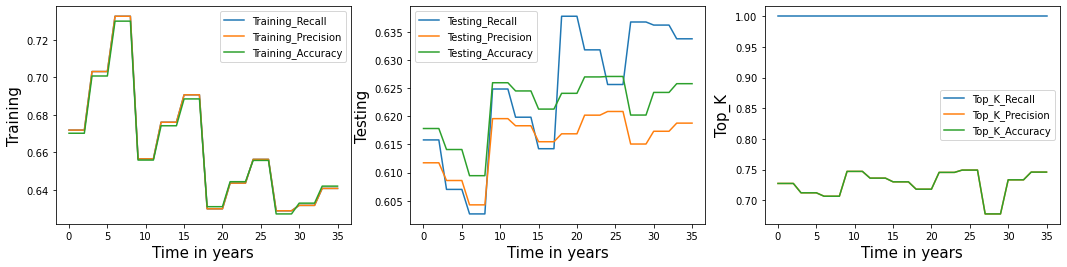 Training
0.72
0.70
0.68
0.66
0.64
Training_Recall
Training_Precision
Training_Accuracy
0 5 10 15 20 25 30 35
Time in years
Testing
0.635
0.630
0.625
0.620
0.615
0.610
0.605
Testing_Recall
Testing_Precision
Testing_Accuracy
0 5 10 15 20 25 30 35
Time in years
Top_K
1.00
0.95
0.90
0.85
0.80
0.75
0.70
Top_K_Recall
Top_K_Precision
Top_K_Accuracy
0 5 10 15 20 25 30 35
Time in years